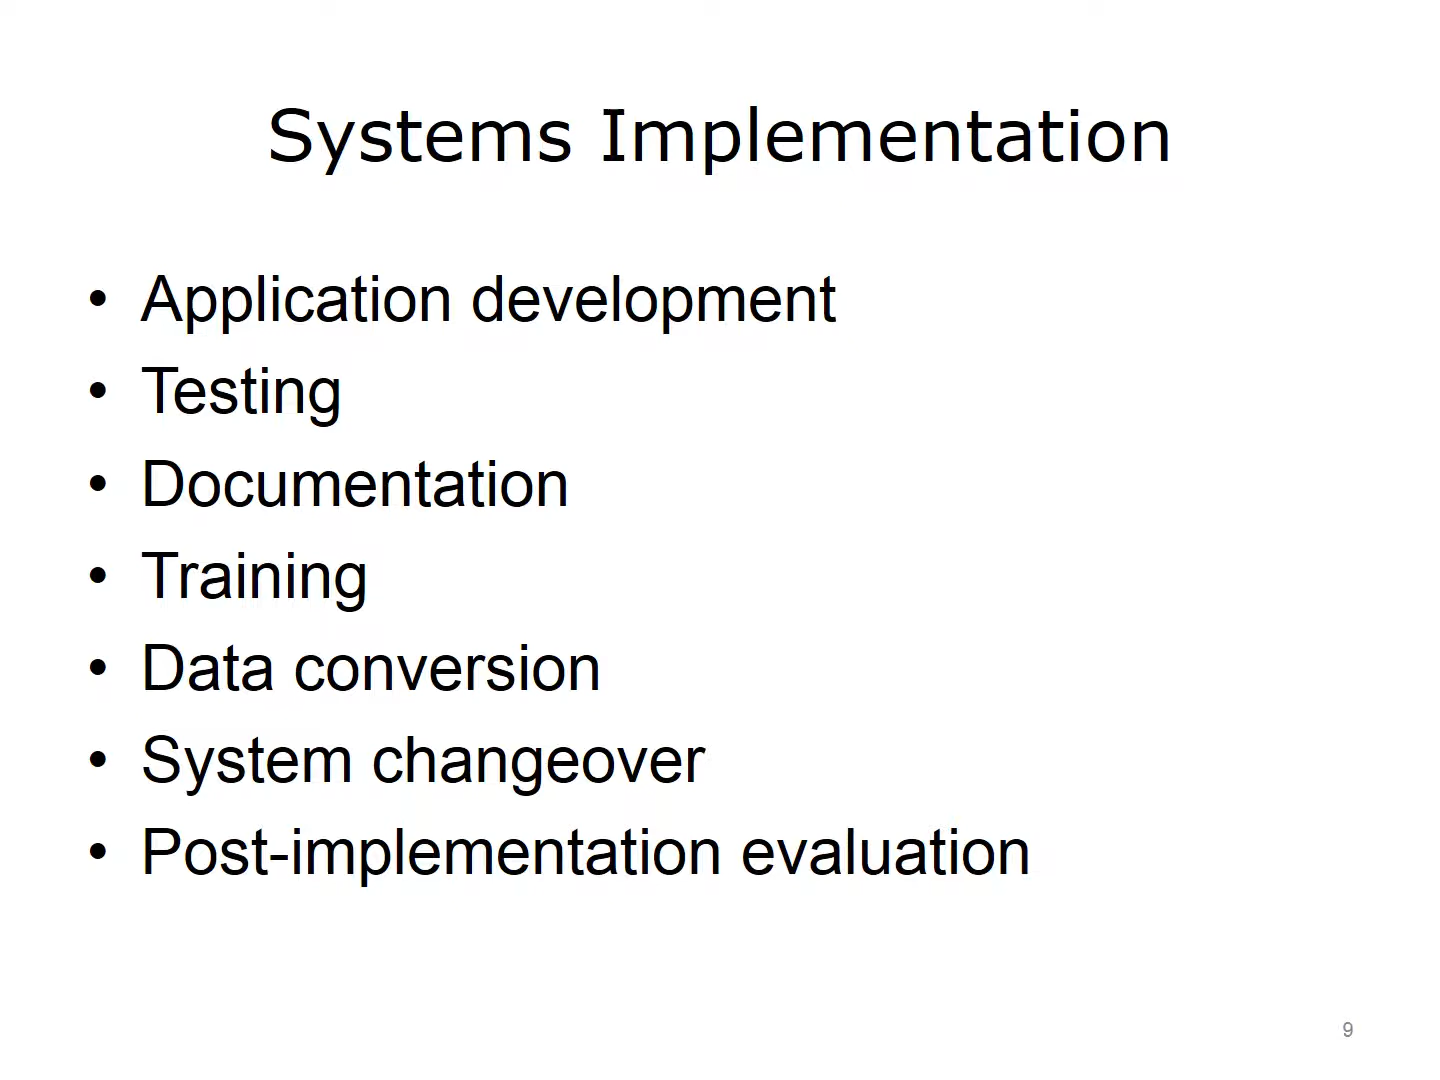 Systems Implementation
• Application development
• Testing
• Documentation
• Training
• Data conversion
• System changeover
• Post-implementation evaluation
9